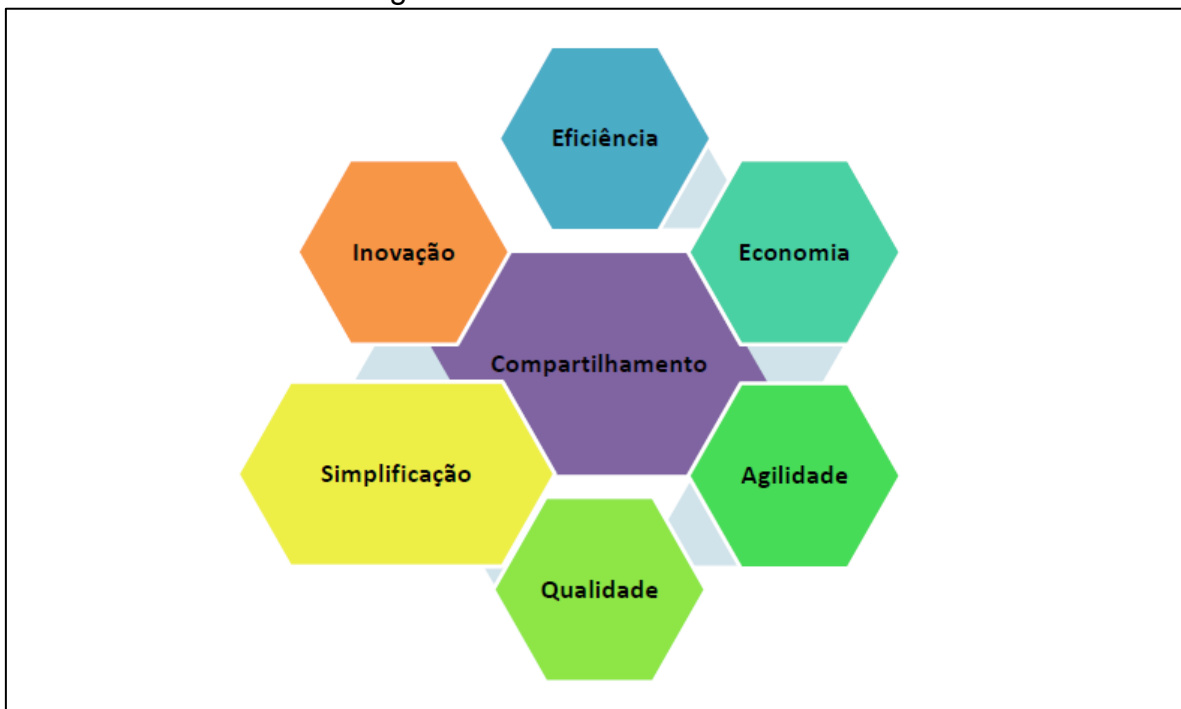 Eficiência
Inovação
Economia
Compartilhamento
Simplificação
Agilidade
Qualidade